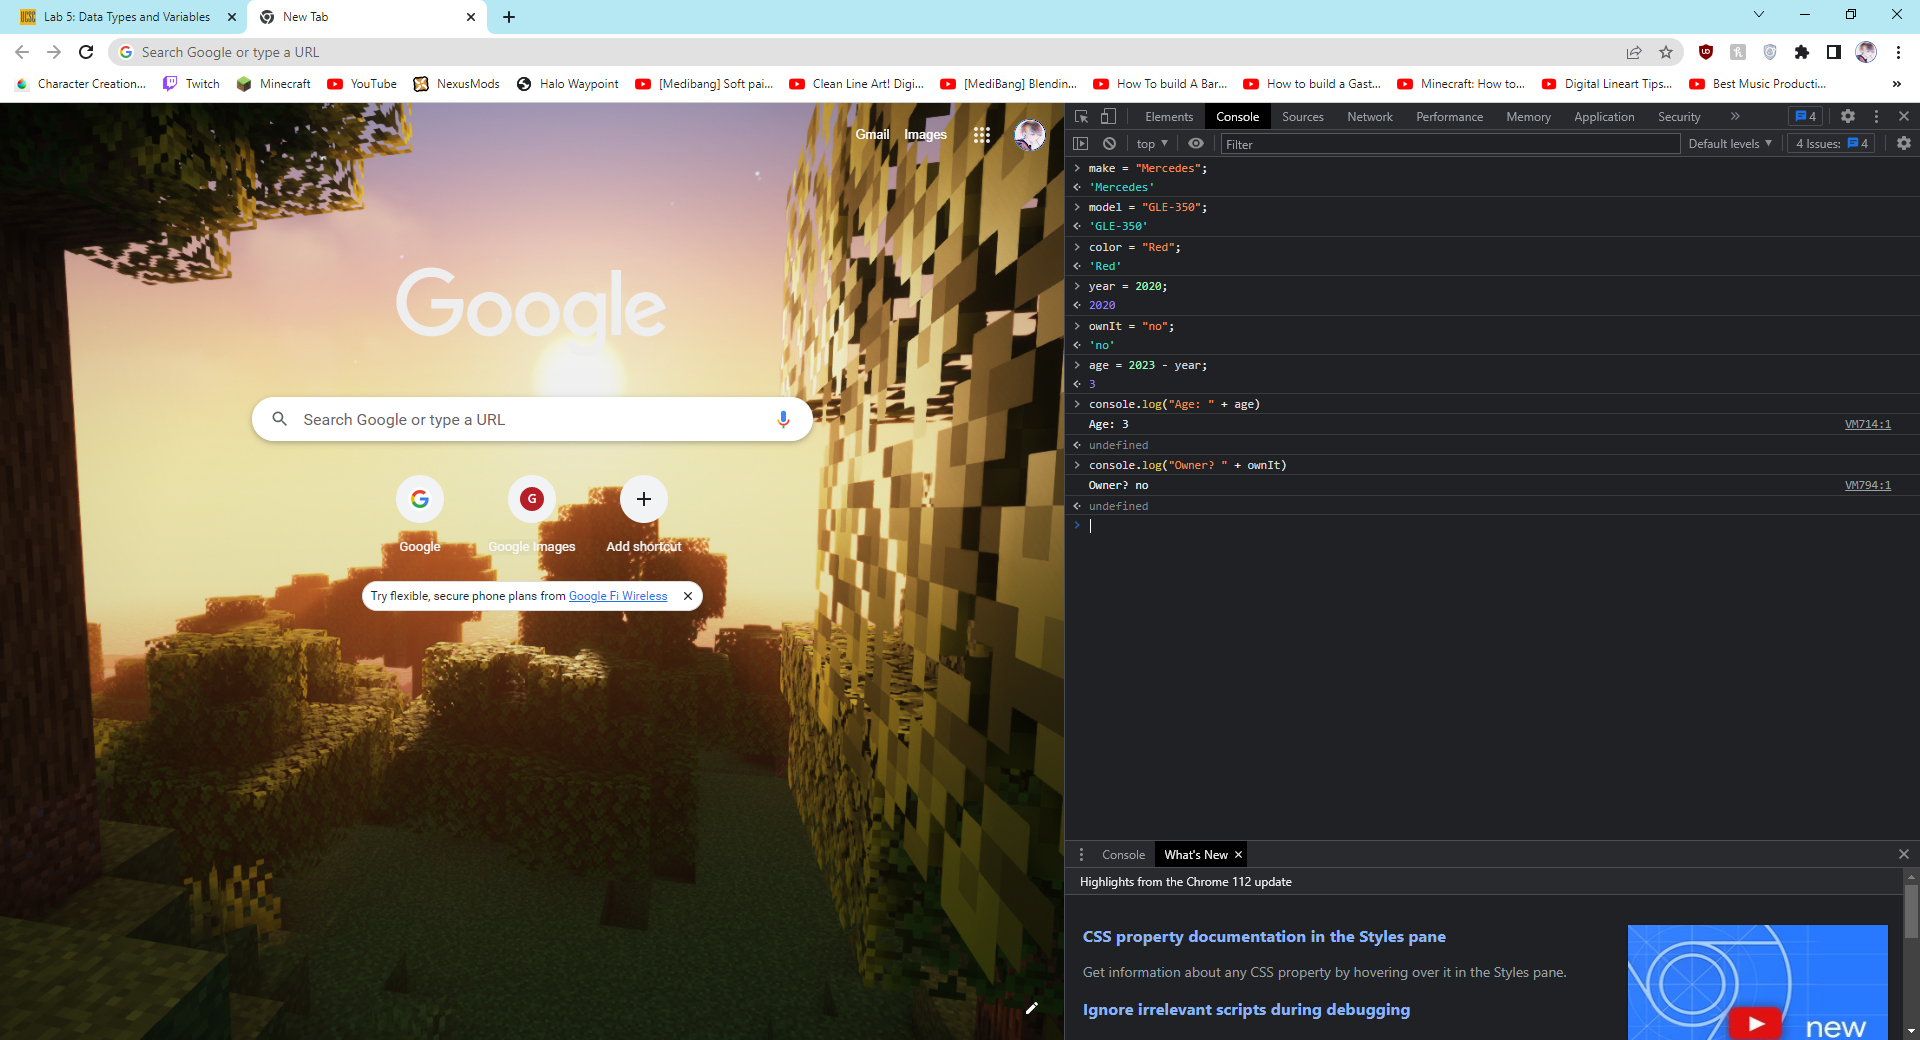 Lab 5: Data Types and Variables
New Tab
Search Google or type a URL
Character Creation...
Twitch
Minecraft
YouTube
NexusMods
Halo Waypoint
[Medibang] Soft pai...
Clean Line Art! Digi...
[MediBang] Blendin...
How To build A Bar...
How to build a Gast...
Minecraft: How to...
Digital Lineart Tips...
Best Music Producti...
Gmail Images
Google
Search Google or type a URL
G
Google
Google Images
Add shortcut
Try flexible, secure phone plans from Google Fi Wireless
Elements Console Sources Network Performance Memory Application Security » 4
top Filter Default levels 4 Issues: 4
make = "Mercedes";
'Mercedes'
model = "GLE-350";
'GLE-350'
color = "Red";
'Red'
year = 2020;
2020
ownIt = "no";
'no'
age = 2023 - year;
3
console.log("Age: " + age)
Age: 3 VM714:1
undefined
console.log("Owner? " + ownIt)
Owner? no VM794:1
undefined
Console What's New
Highlights from the Chrome 112 update
CSS property documentation in the Styles pane
Get information about any CSS property by hovering over it in the Styles pane.
Ignore irrelevant scripts during debugging
new